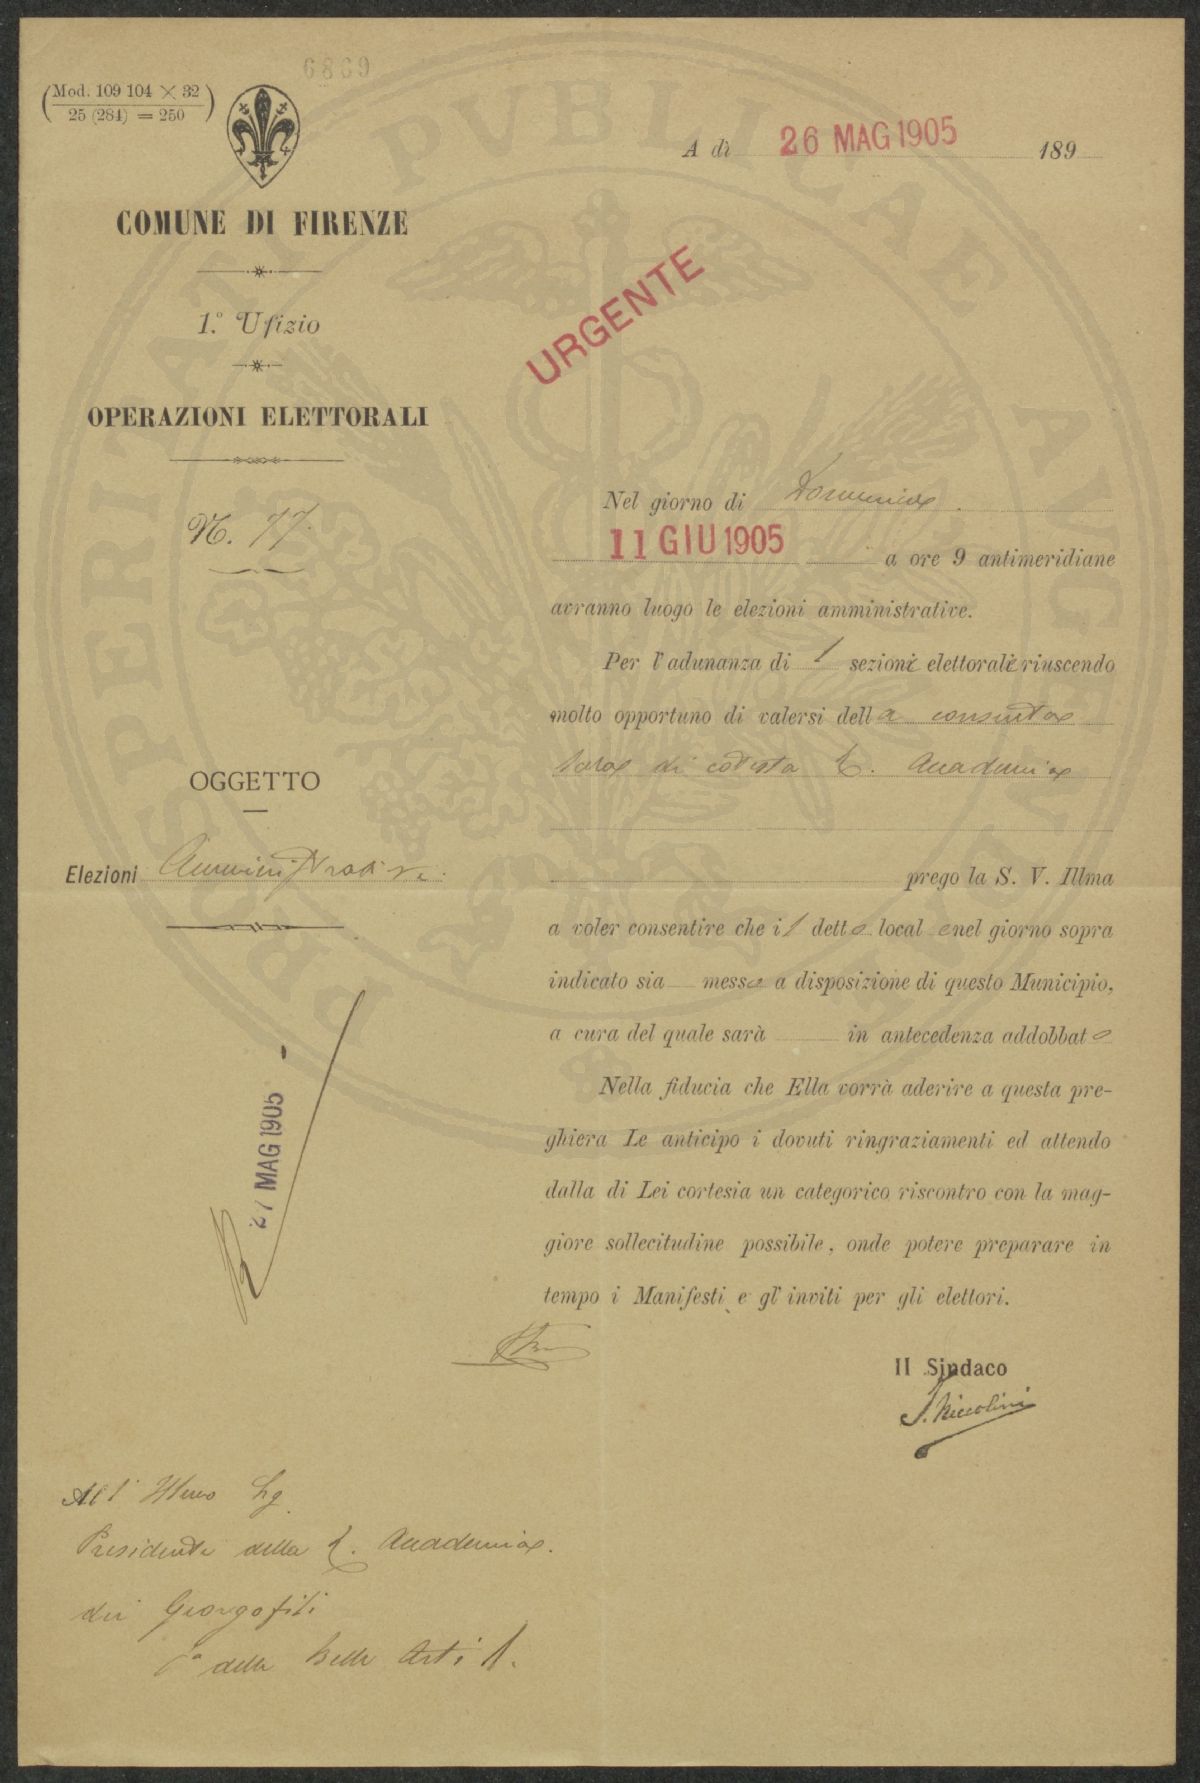 6869
(Mod. 109 104 × 32
25 (284) = 250)
COMUNE DI FIRENZE
1.° Ufizio
OPERAZIONI ELETTORALI
N. 77.
A dì 26 MAG 1905 189
URGENTE
Nel giorno di Domenica
11 GIU 1905 a ore 9 antimeridiane
avranno luogo le elezioni amministrative.
Per l'adunanza di 1 sezione elettorale riuscendo
molto opportuno di valersi della consueta
sala di codesta R. Accademia
prego la S. V. Illma
a voler consentire che il detto locale nel giorno sopra
indicato sia messo a disposizione di questo Municipio,
a cura del quale sarà in antecedenza addobbato
Nella fiducia che Ella vorrà aderire a questa pre-
ghiera Le anticipo i dovuti ringraziamenti ed attendo
dalla di Lei cortesia un categorico riscontro con la mag-
giore sollecitudine possibile, onde potere preparare in
tempo i Manifesti e gl'inviti per gli elettori.
Il Sindaco
I. Niccolini
OGGETTO
Elezioni Amministrative
27 MAG 1905
All' Illmo Sig
Presidente della R. Accademia
dei Georgofili
Va delle Belle Arti 1.
PROSPERITATI PVBLICAE AVGENDAE